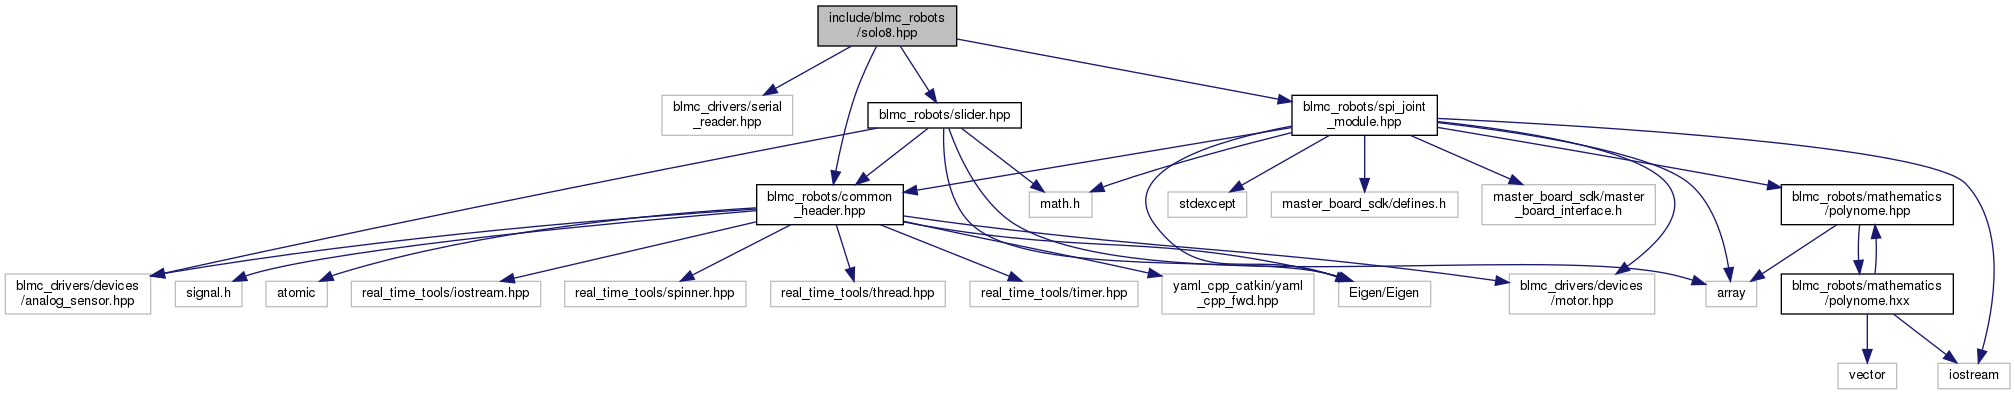 include/blmc_robots
/solo8.hpp
blmc_drivers/serial
_reader.hpp
blmc_robots/slider.hpp
blmc_robots/spi_joint
_module.hpp
blmc_robots/common
_header.hpp
math.h
stdexcept
master_board_sdk/defines.h
master_board_sdk/master
_board_interface.h
blmc_robots/mathematics
/polynome.hpp
blmc_drivers/devices
/analog_sensor.hpp
signal.h
atomic
real_time_tools/iostream.hpp
real_time_tools/spinner.hpp
real_time_tools/thread.hpp
real_time_tools/timer.hpp
yaml_cpp_catkin/yaml
_cpp_fwd.hpp
Eigen/Eigen
blmc_drivers/devices
/motor.hpp
array
blmc_robots/mathematics
/polynome.hxx
vector
iostream